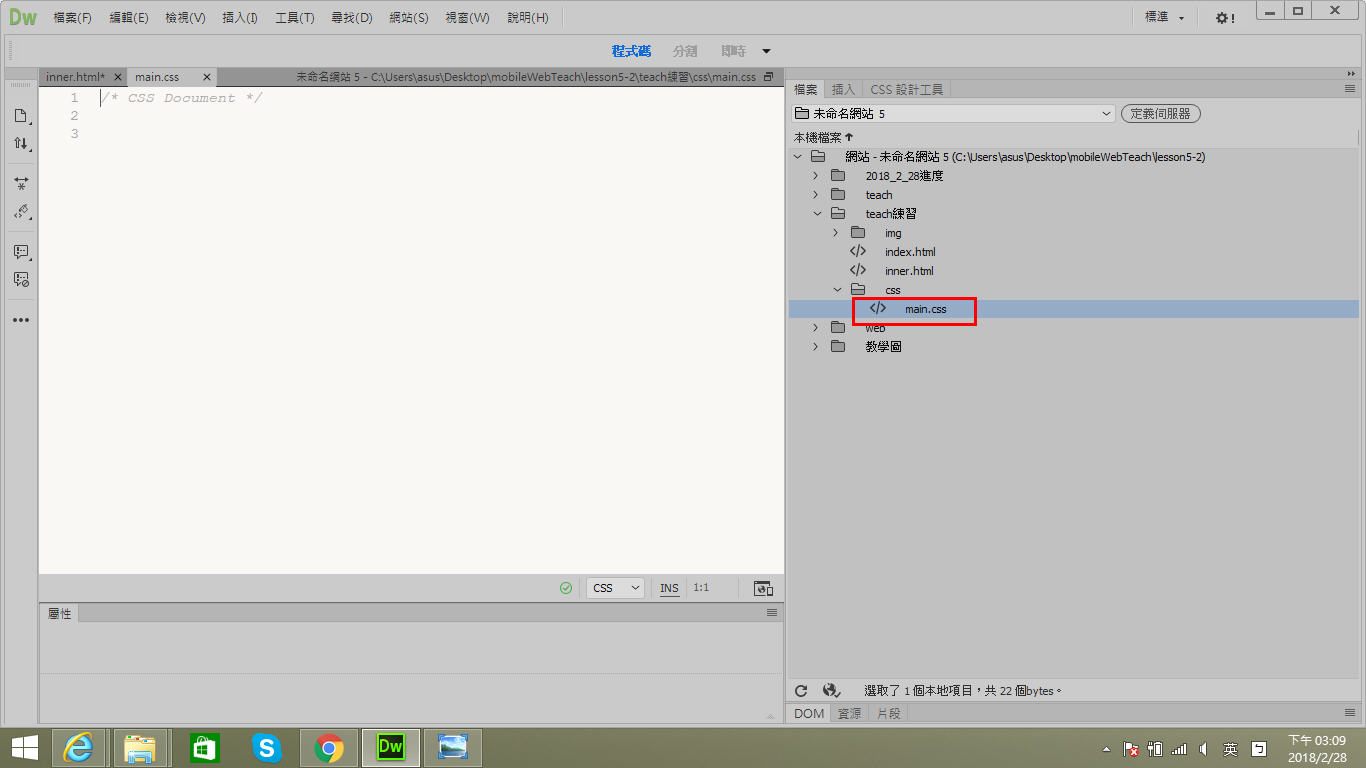 Dw 檔案(F) 編輯(E) 檢視(V) 插入(I) 工具(T) 尋找(D) 網站(S) 視窗(W) 說明(H) 標準
程式碼 分割 即時
inner.html* main.css 未命名網站 5 - C:\Users\asus\Desktop\mobileWebTeach\lesson5-2\teach練習\css\main.css
1 /* CSS Document */
2
3
CSS INS 1:1
屬性
檔案 插入 CSS 設計工具
未命名網站 5 定義伺服器
本機檔案
網站 - 未命名網站 5 (C:\Users\asus\Desktop\mobileWebTeach\lesson5-2)
2018_2_28進度
teach
teach練習
img
index.html
inner.html
css
main.css
web
教學圖
選取了 1 個本地項目，共 22 個bytes。
DOM 資源 片段
Dw
英
下午 03:09
2018/2/28